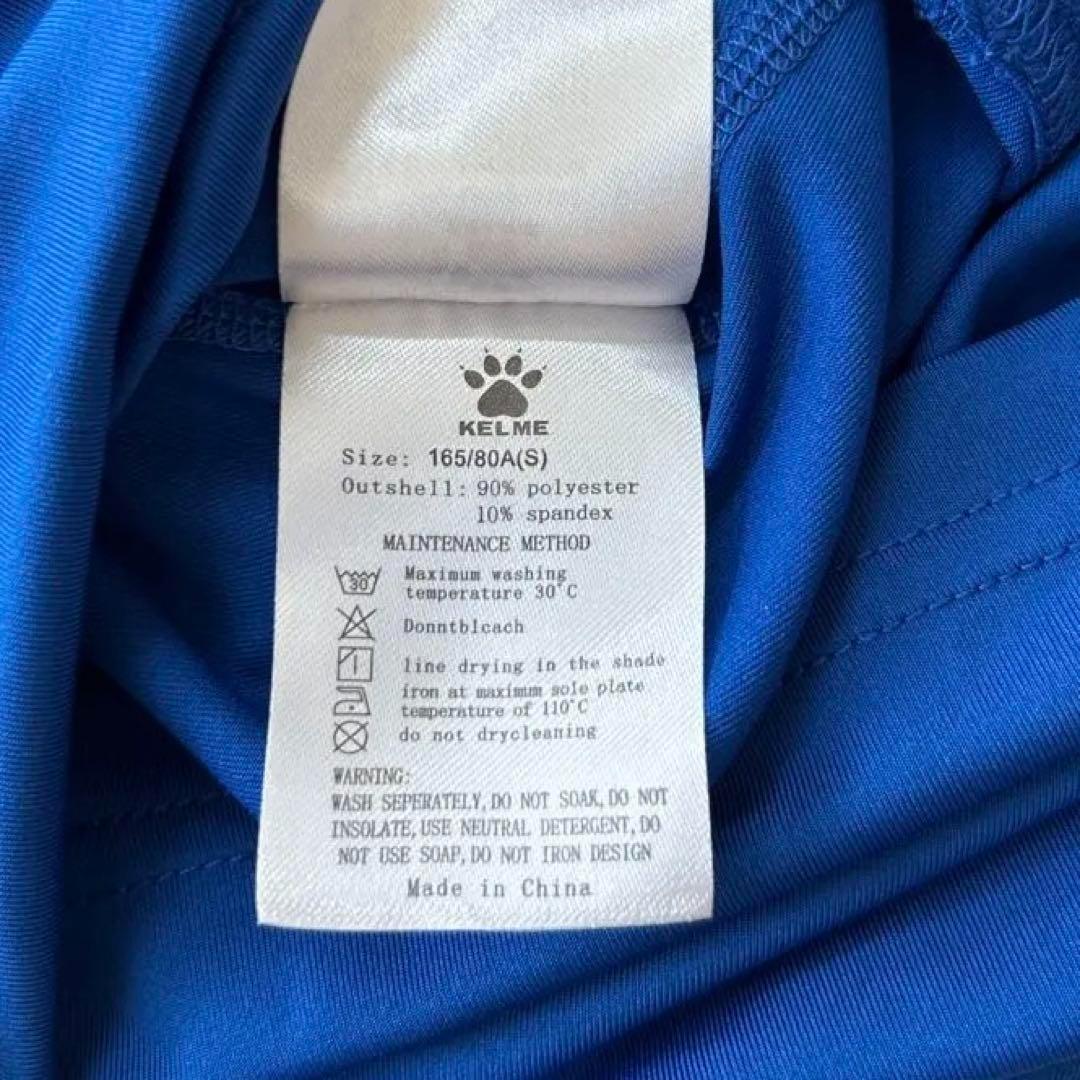 KELME
Size: 165/80A(S)
Outshell: 90% polyester
10% spandex
MAINTENANCE METHOD
30
Maximum washing
temperature 30°C
Donntblcach
line drying in the shade
iron at maximum sole plate
temperature of 110°C
do not drycleaning
WARNING:
WASH SEPERATELY, DO NOT SOAK, DO NOT
INSOLATE, USE NEUTRAL DETERGENT, DO
NOT USE SOAP, DO NOT IRON DESIGN
Made in China